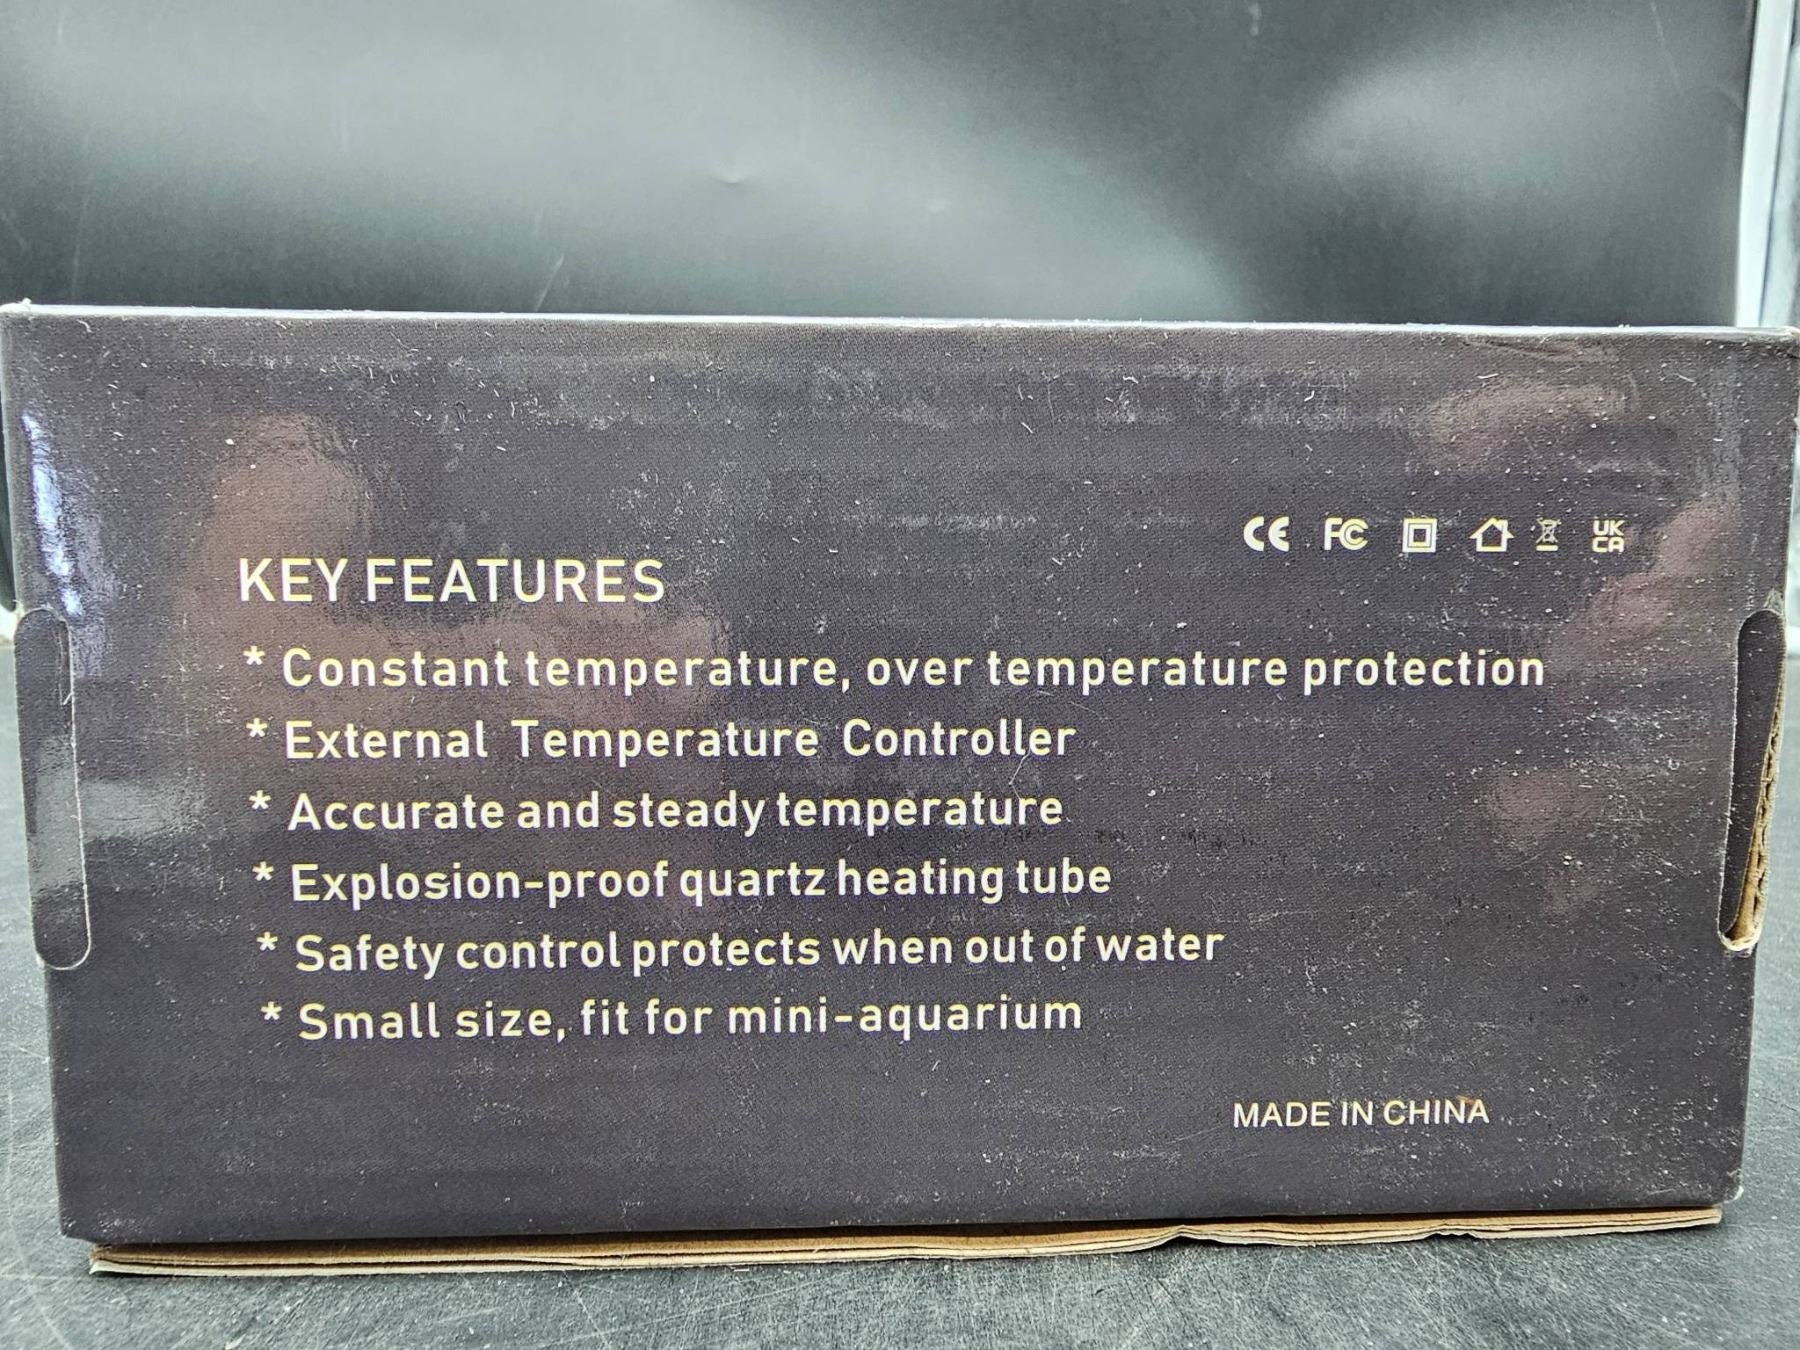 CE FC UK
CA
KEY FEATURES
* Constant temperature, over temperature protection
* External Temperature Controller
* Accurate and steady temperature
* Explosion-proof quartz heating tube
* Safety control protects when out of water
* Small size, fit for mini-aquarium
MADE IN CHINA